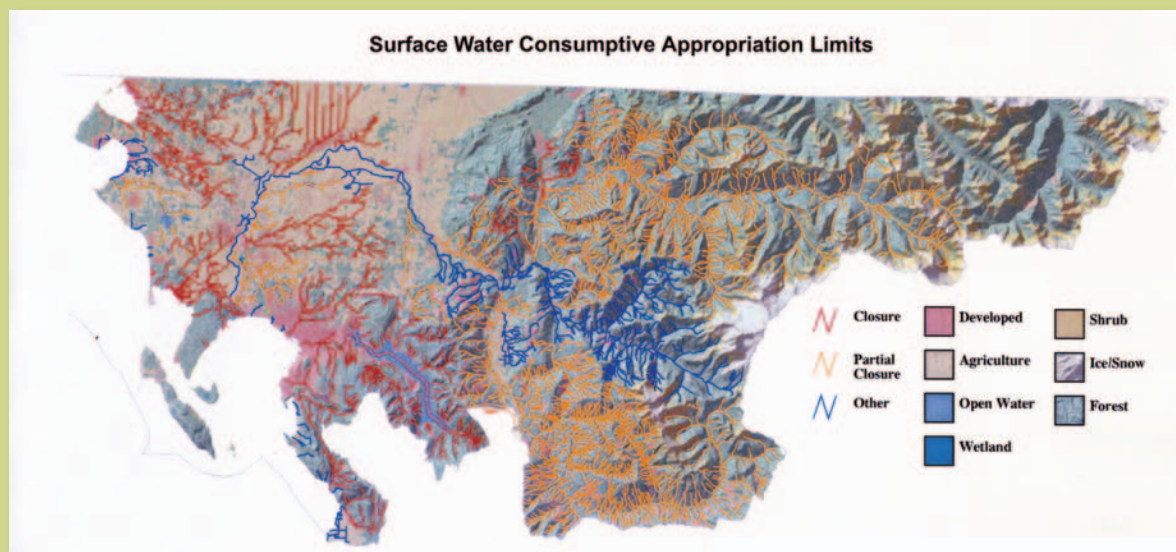 Surface Water Consumptive Appropriation Limits
Closure
Partial
Closure
Other
Developed
Agriculture
Open Water
Wetland
Shrub
Ice/Snow
Forest